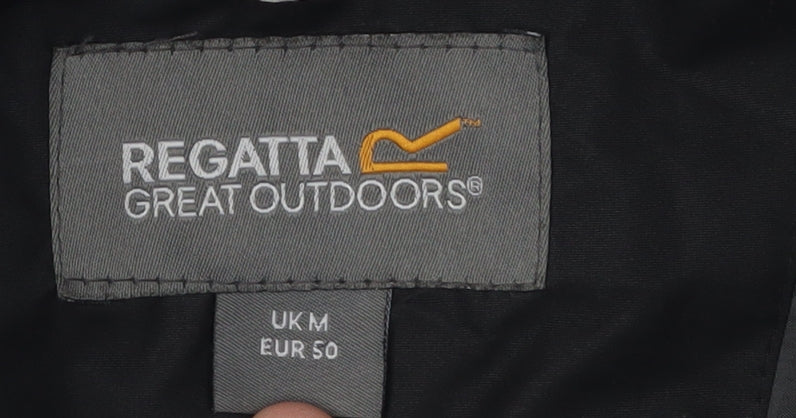 REGATTA
GREAT OUTDOORS®
UK M
EUR 50